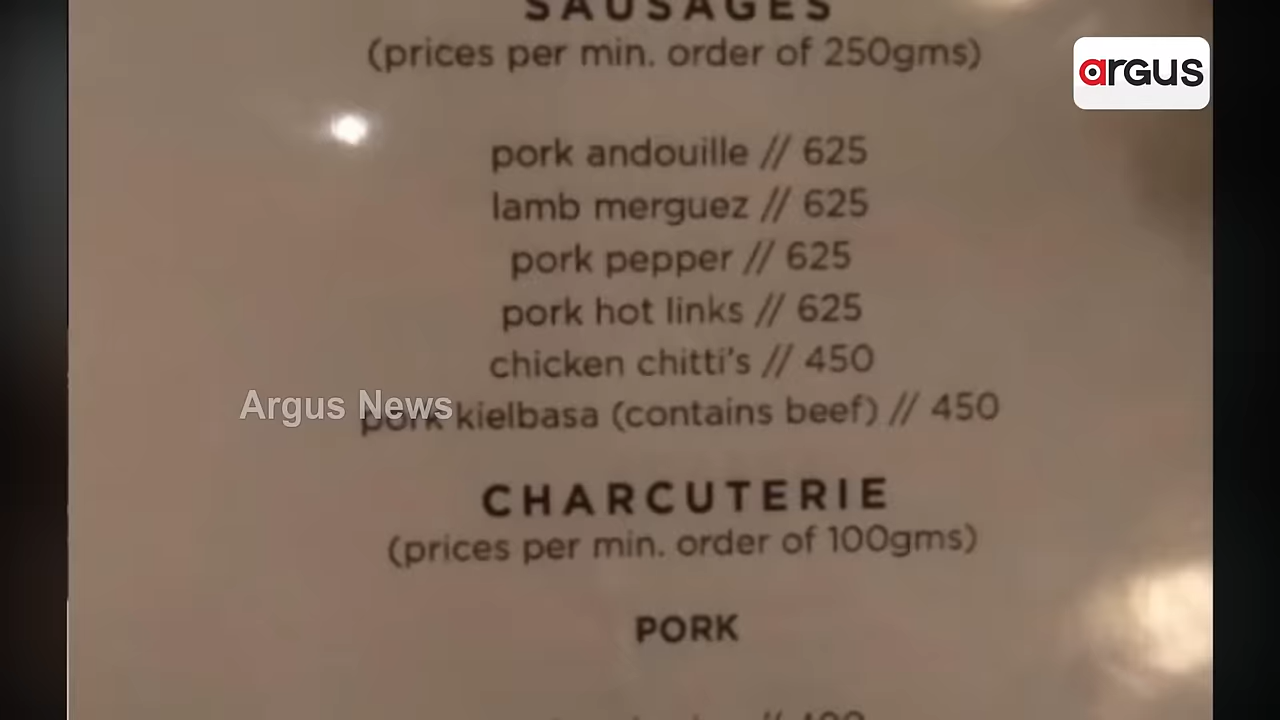 SAUSAGES
(prices per min. order of 250gms)
argus
pork andouille // 625
lamb merguez // 625
pork pepper // 625
pork hot links // 625
chicken chitti's // 450
Argus News
pork kielbasa (contains beef) // 450
CHARCUTERIE
(prices per min. order of 100gms)
PORK